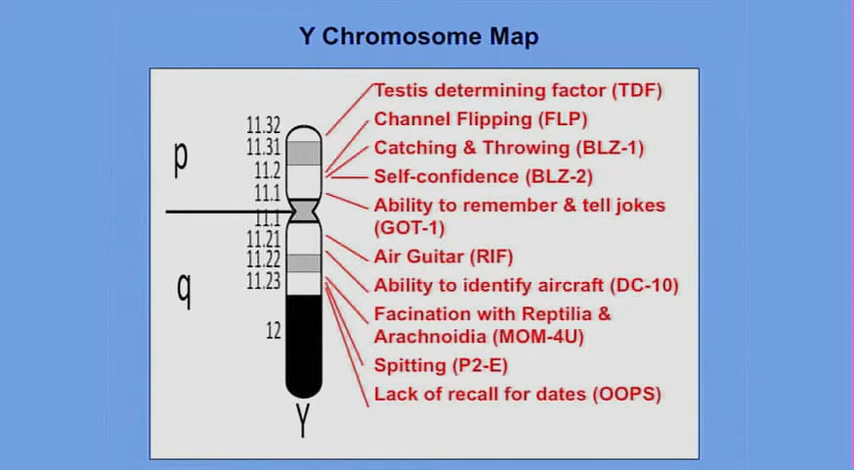 Y Chromosome Map
Testis determining factor (TDF)
Channel Flipping (FLP)
Catching & Throwing (BLZ-1)
Self-confidence (BLZ-2)
Ability to remember & tell jokes
(GOT-1)
Air Guitar (RIF)
Ability to identify aircraft (DC-10)
Facination with Reptilia &
Arachnoidia (MOM-4U)
Spitting (P2-E)
Lack of recall for dates (OOPS)
p
11.32
11.31
11.2
11.1
11.1
11.21
11.22
11.23
q
12
Y